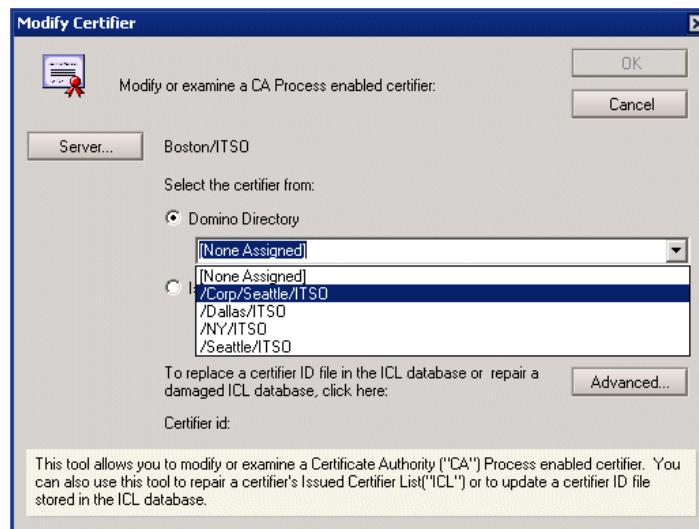 Modify Certifier
OK
Modify or examine a CA Process enabled certifier:
Cancel
Server...
Boston/ITSO
Select the certifier from:
Domino Directory
[None Assigned]
[None Assigned]
/Corp/Seattle/ITSO
/Dallas/ITSO
/NY/ITSO
/Seattle/ITSO
To replace a certifier ID file in the ICL database or repair a
damaged ICL database, click here:
Advanced...
Certifier id:
This tool allows you to modify or examine a Certificate Authority ("CA") Process enabled certifier. You
can also use this tool to repair a certifier's Issued Certifier List("ICL") or to update a certifier ID file
stored in the ICL database.